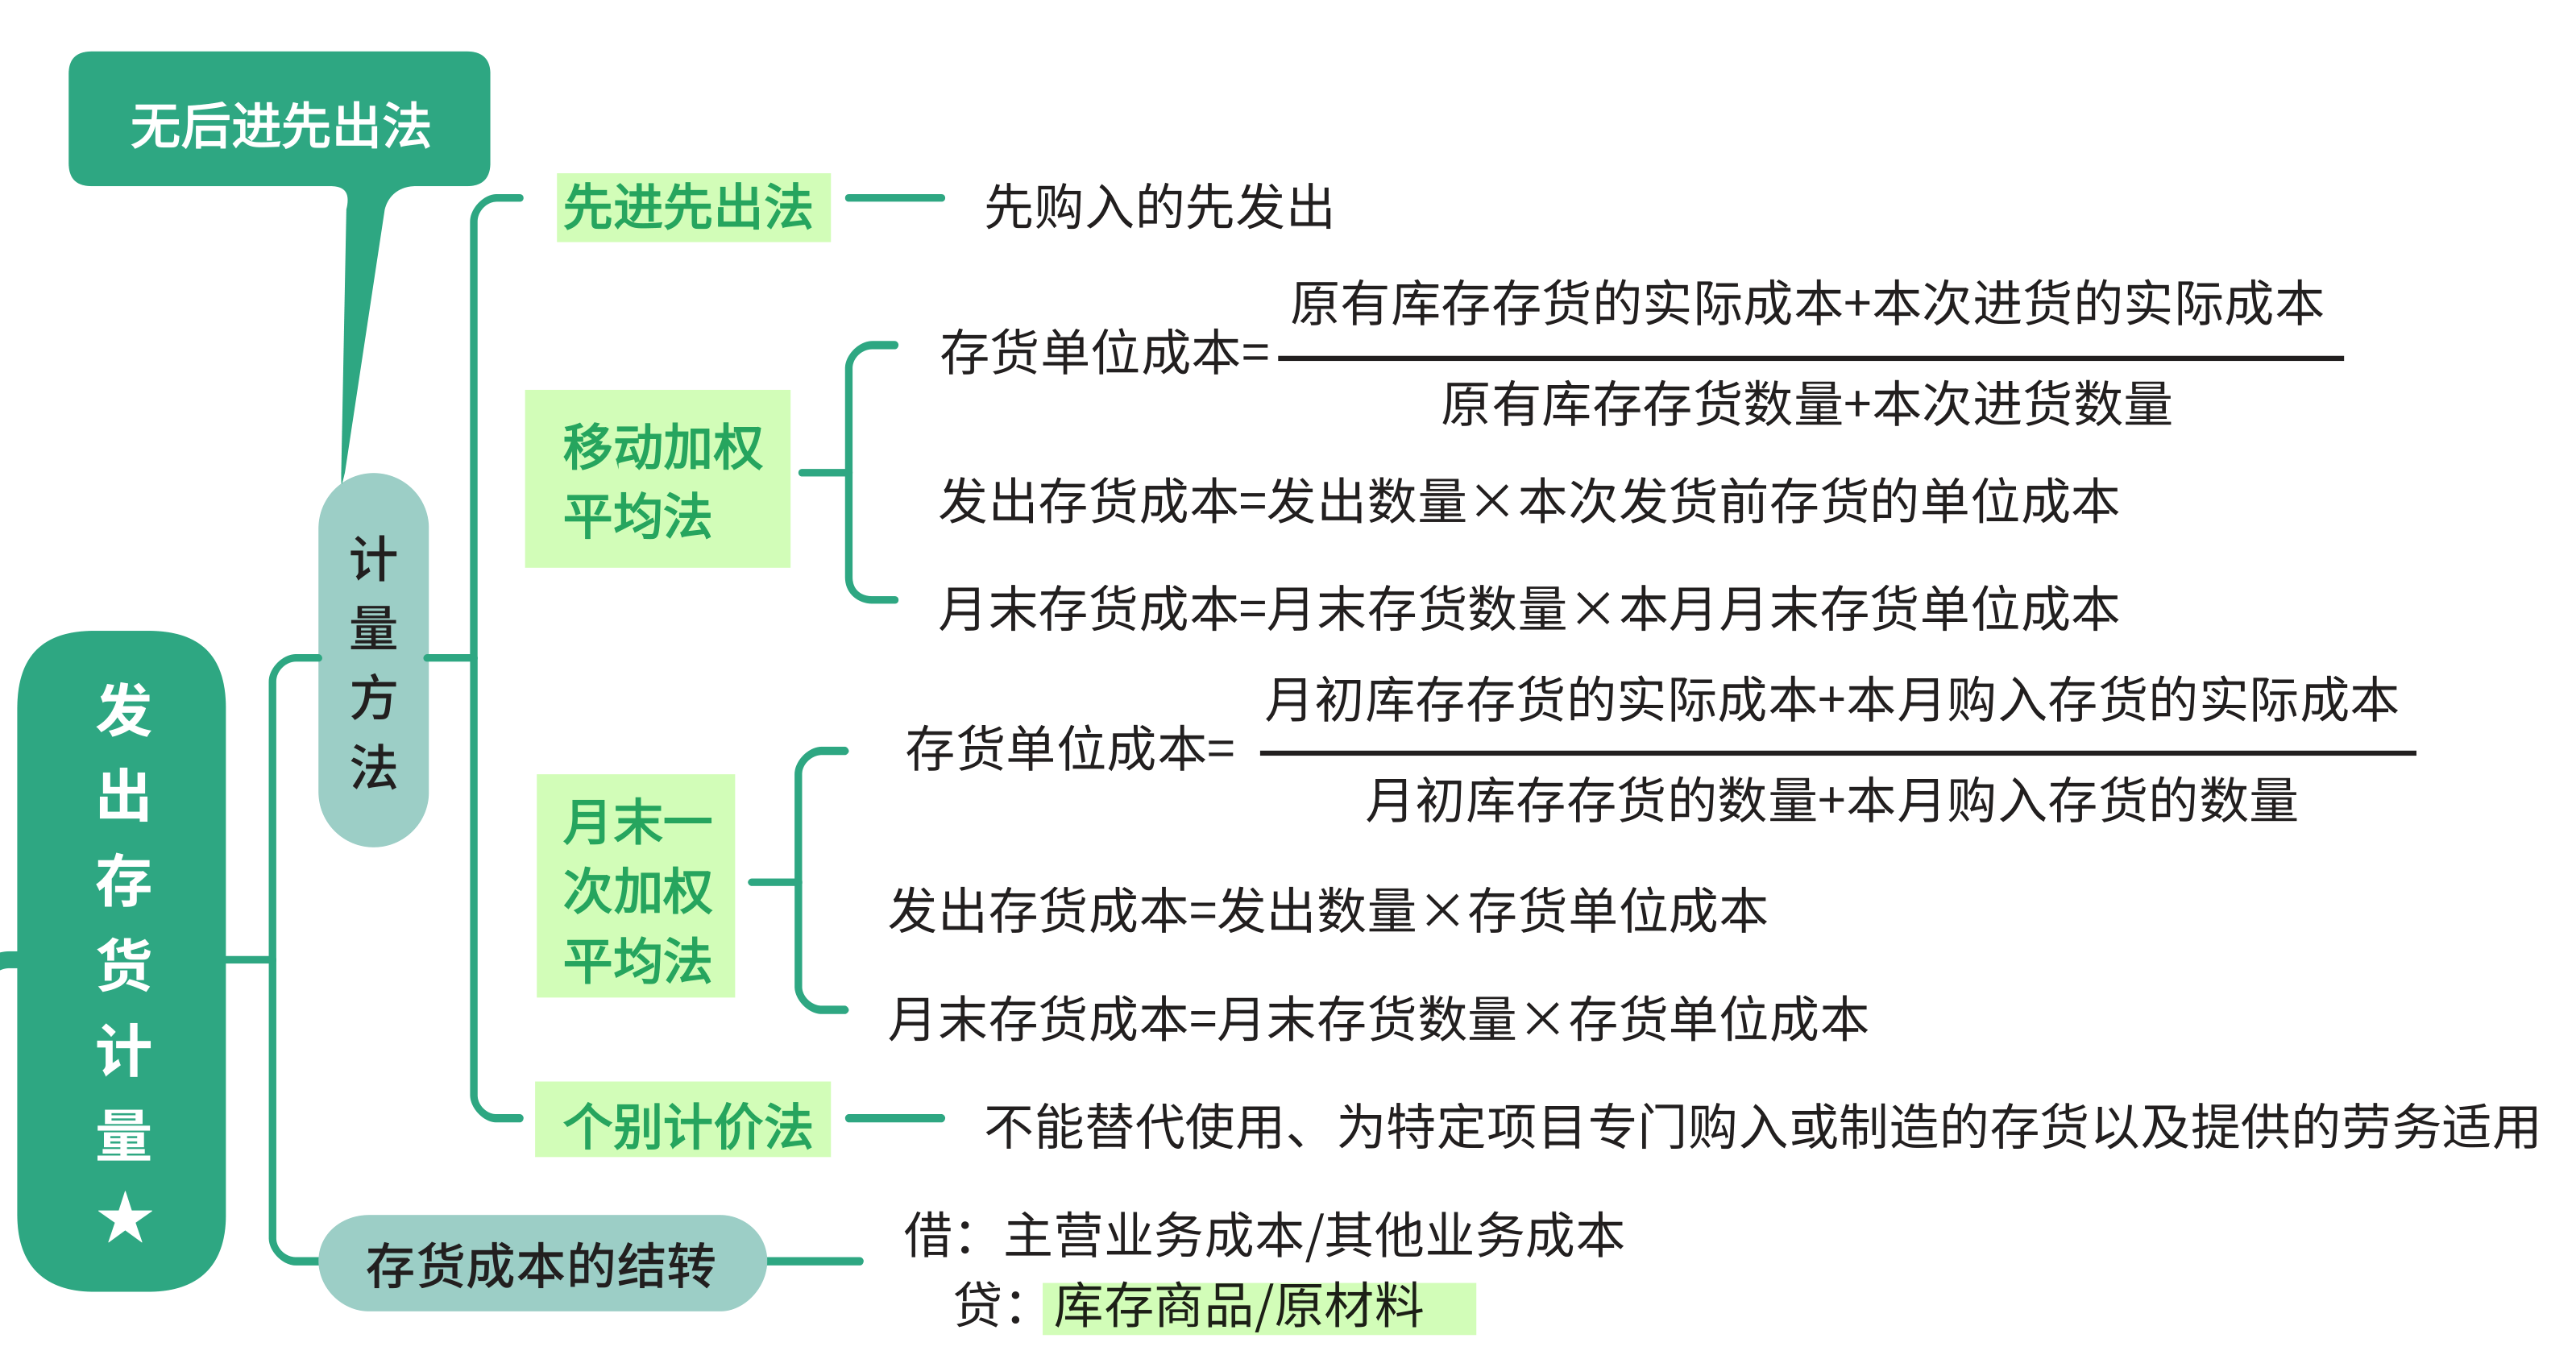 无后进先出法
先进先出法
先购入的先发出
原有库存存货的实际成本+本次进货的实际成本
存货单位成本=
原有库存存货数量+本次进货数量
移动加权
平均法
发出存货成本=发出数量×本次发货前存货的单位成本
月末存货成本=月末存货数量×本月月末存货单位成本
计量方法
发出存货计量★
月初库存存货的实际成本+本月购入存货的实际成本
存货单位成本=
月初库存存货的数量+本月购入存货的数量
月末一
次加权
平均法
发出存货成本=发出数量×存货单位成本
月末存货成本=月末存货数量×存货单位成本
个别计价法
不能替代使用、为特定项目专门购入或制造的存货以及提供的劳务适用
存货成本的结转
借：主营业务成本/其他业务成本
贷：库存商品/原材料